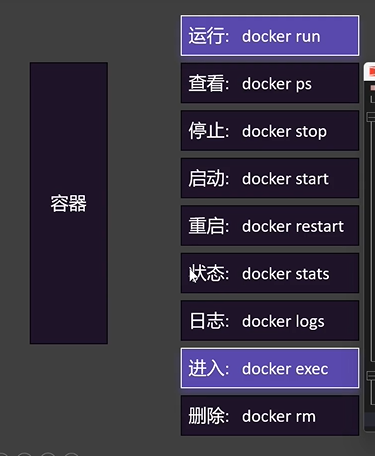 运行: docker run
查看: docker ps
停止: docker stop
启动: docker start
容器
重启: docker restart
状态: docker stats
日志: docker logs
进入: docker exec
删除: docker rm